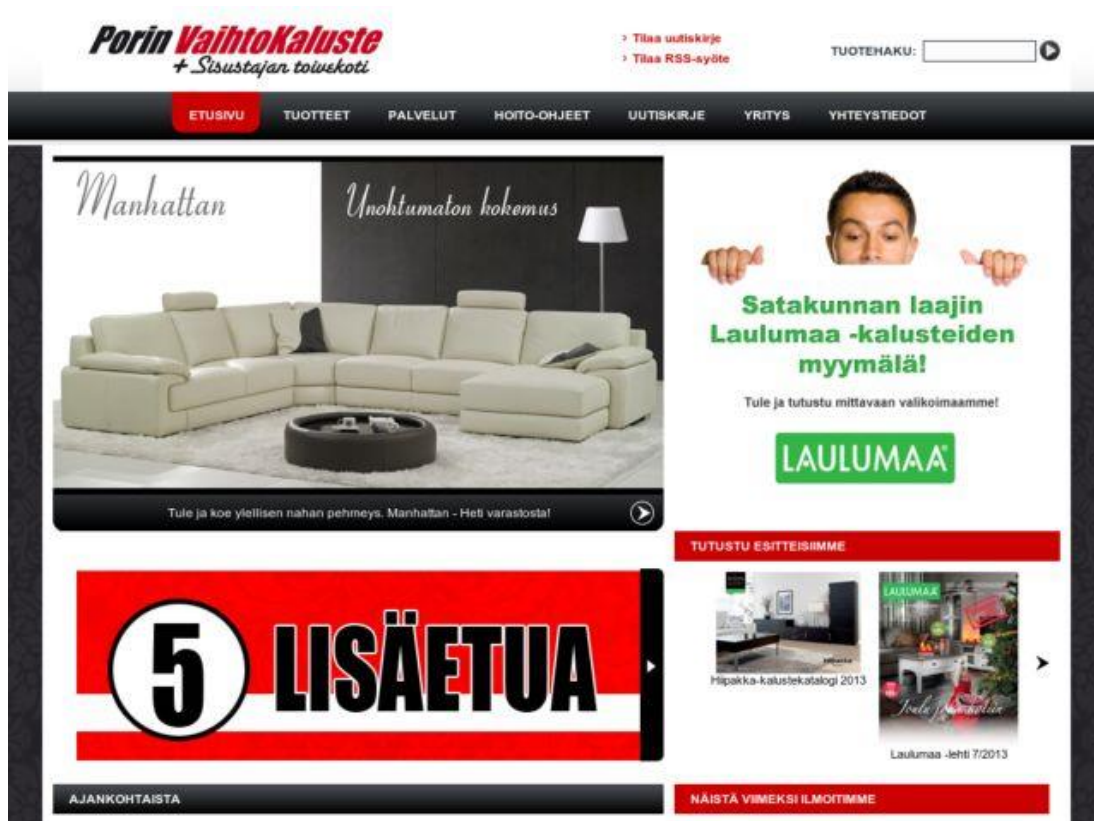 Porin VaihtoKaluste
+ Sisustajan toivekoti
› Tilaa uutiskirje
› Tilaa RSS-syöte
TUOTEHAKU:
ETUSIVU TUOTTEET PALVELUT HOITO-OHJEET UUTISKIRJE YRITYS YHTEYSTIEDOT
Manhattan
Unohtumaton kokemus
Tule ja koe ylellisen nahan pehmeys. Manhattan - Heti varastosta!
Satakunnan laajin
Laulumaa -kalusteiden
myymälä!
Tule ja tutustu mittavaan valikoimaamme!
LAULUMAA
TUTUSTU ESITTEISIIMME
Hiipakka-kalustekatalogi 2013
LAULUMAA
Laulumaa -lehti 7/2013
5 LISÄETUA
AJANKOHTAISTA
NÄISTÄ VIIMEKSI ILMOITIMME